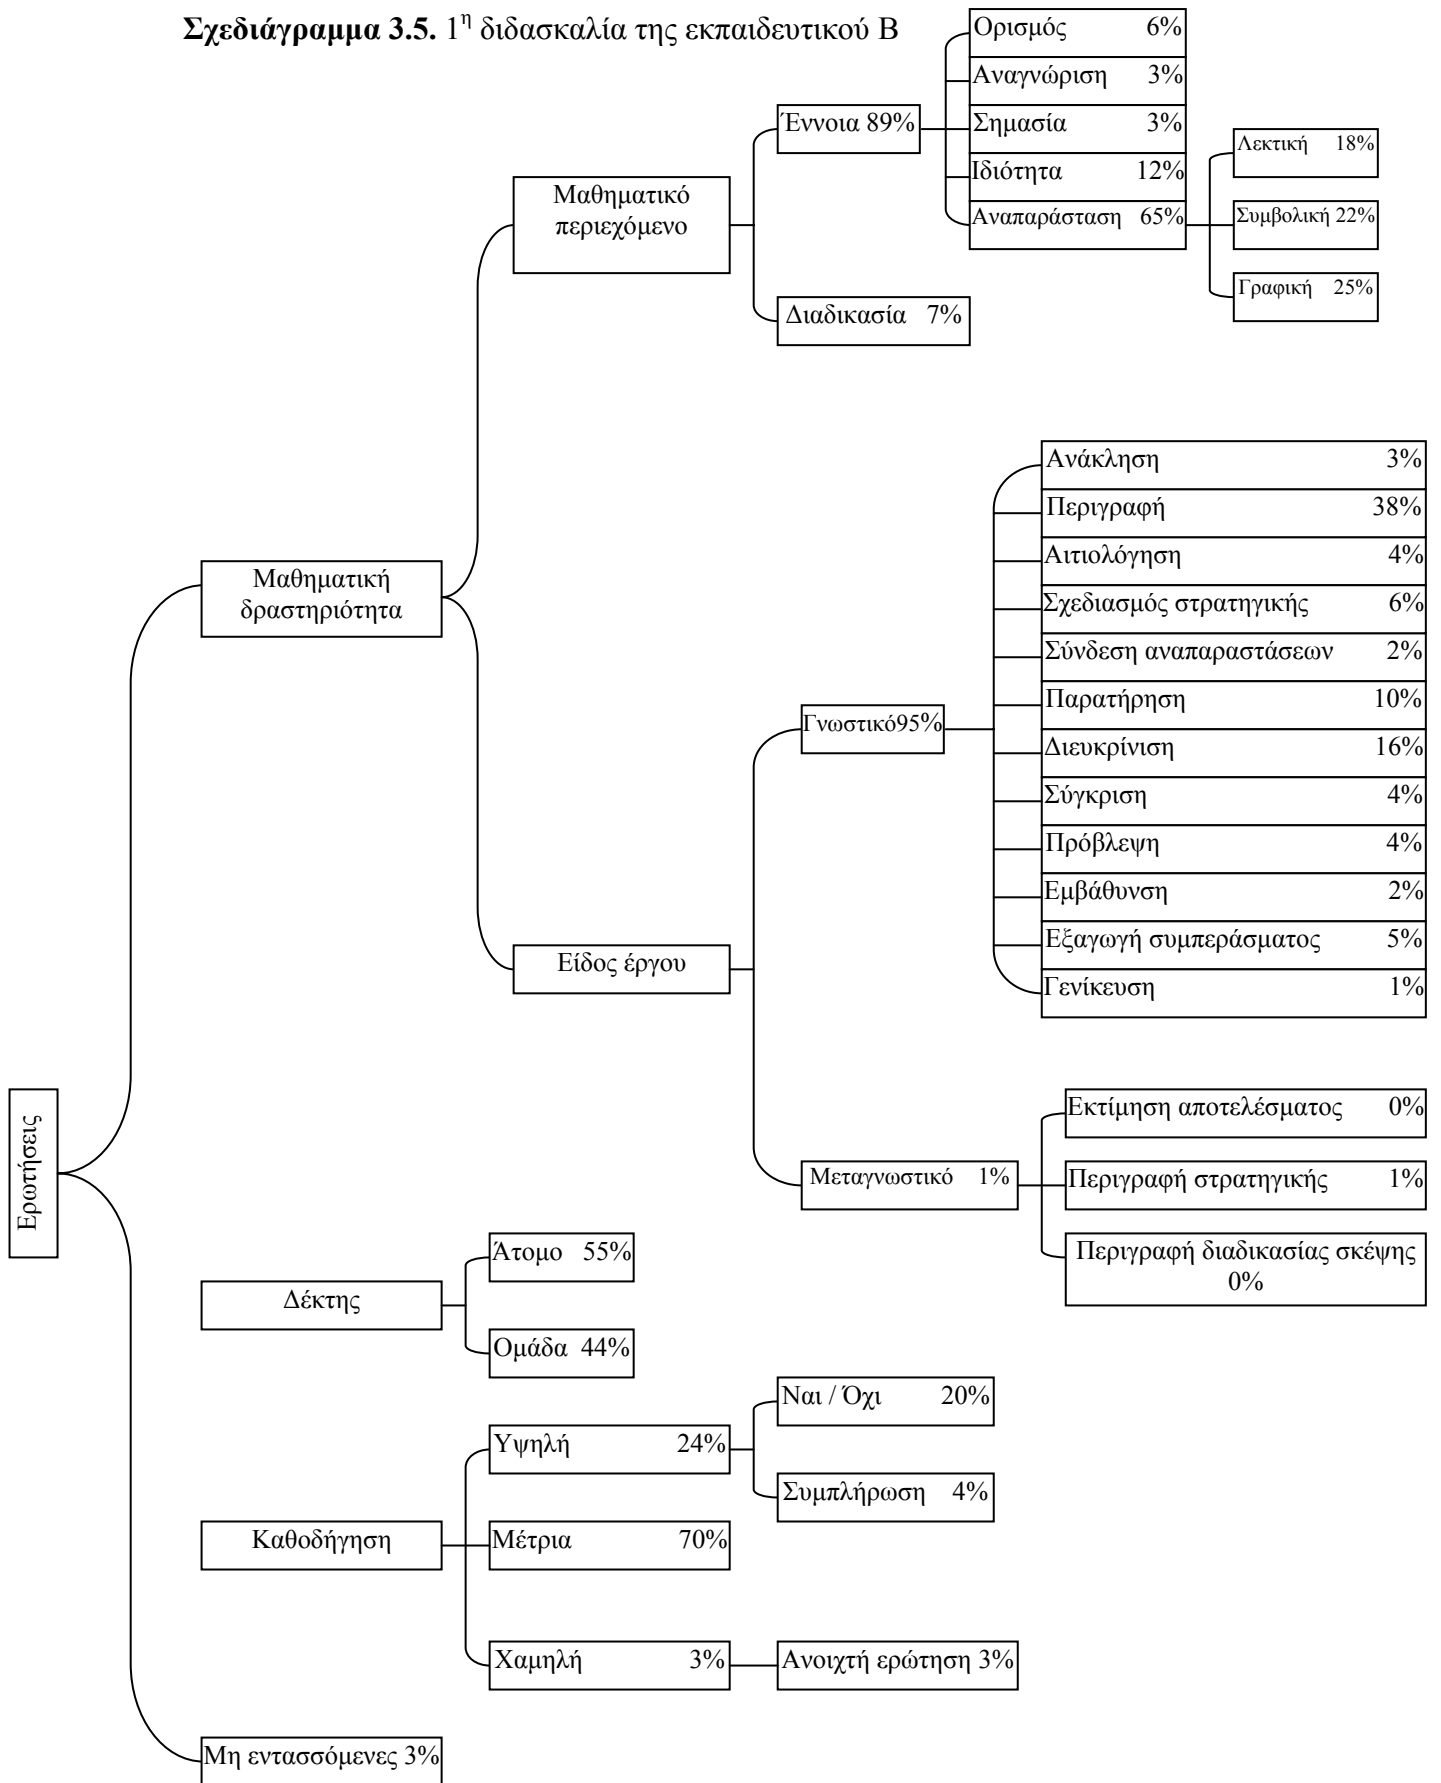 Σχεδιάγραμμα 3.5. 1η διδασκαλία της εκπαιδευτικού Β
Ορισμός 6%
Αναγνώριση 3%
Έννοια 89%
Σημασία 3%
Ιδιότητα 12%
Αναπαράσταση 65%
Λεκτική 18%
Συμβολική 22%
Γραφική 25%
Μαθηματικό
περιεχόμενο
Διαδικασία 7%
Ανάκληση 3%
Περιγραφή 38%
Αιτιολόγηση 4%
Σχεδιασμός στρατηγικής 6%
Σύνδεση αναπαραστάσεων 2%
Παρατήρηση 10%
Διευκρίνιση 16%
Σύγκριση 4%
Πρόβλεψη 4%
Εμβάθυνση 2%
Εξαγωγή συμπεράσματος 5%
Γενίκευση 1%
Μαθηματική
δραστηριότητα
Γνωστικό95%
Είδος έργου
Μεταγνωστικό 1%
Εκτίμηση αποτελέσματος 0%
Περιγραφή στρατηγικής 1%
Περιγραφή διαδικασίας σκέψης
0%
Ερωτήσεις
Δέκτης
Άτομο 55%
Ομάδα 44%
Καθοδήγηση
Υψηλή 24%
Ναι / Όχι 20%
Συμπλήρωση 4%
Μέτρια 70%
Χαμηλή 3%
Ανοιχτή ερώτηση 3%
Μη εντασσόμενες 3%